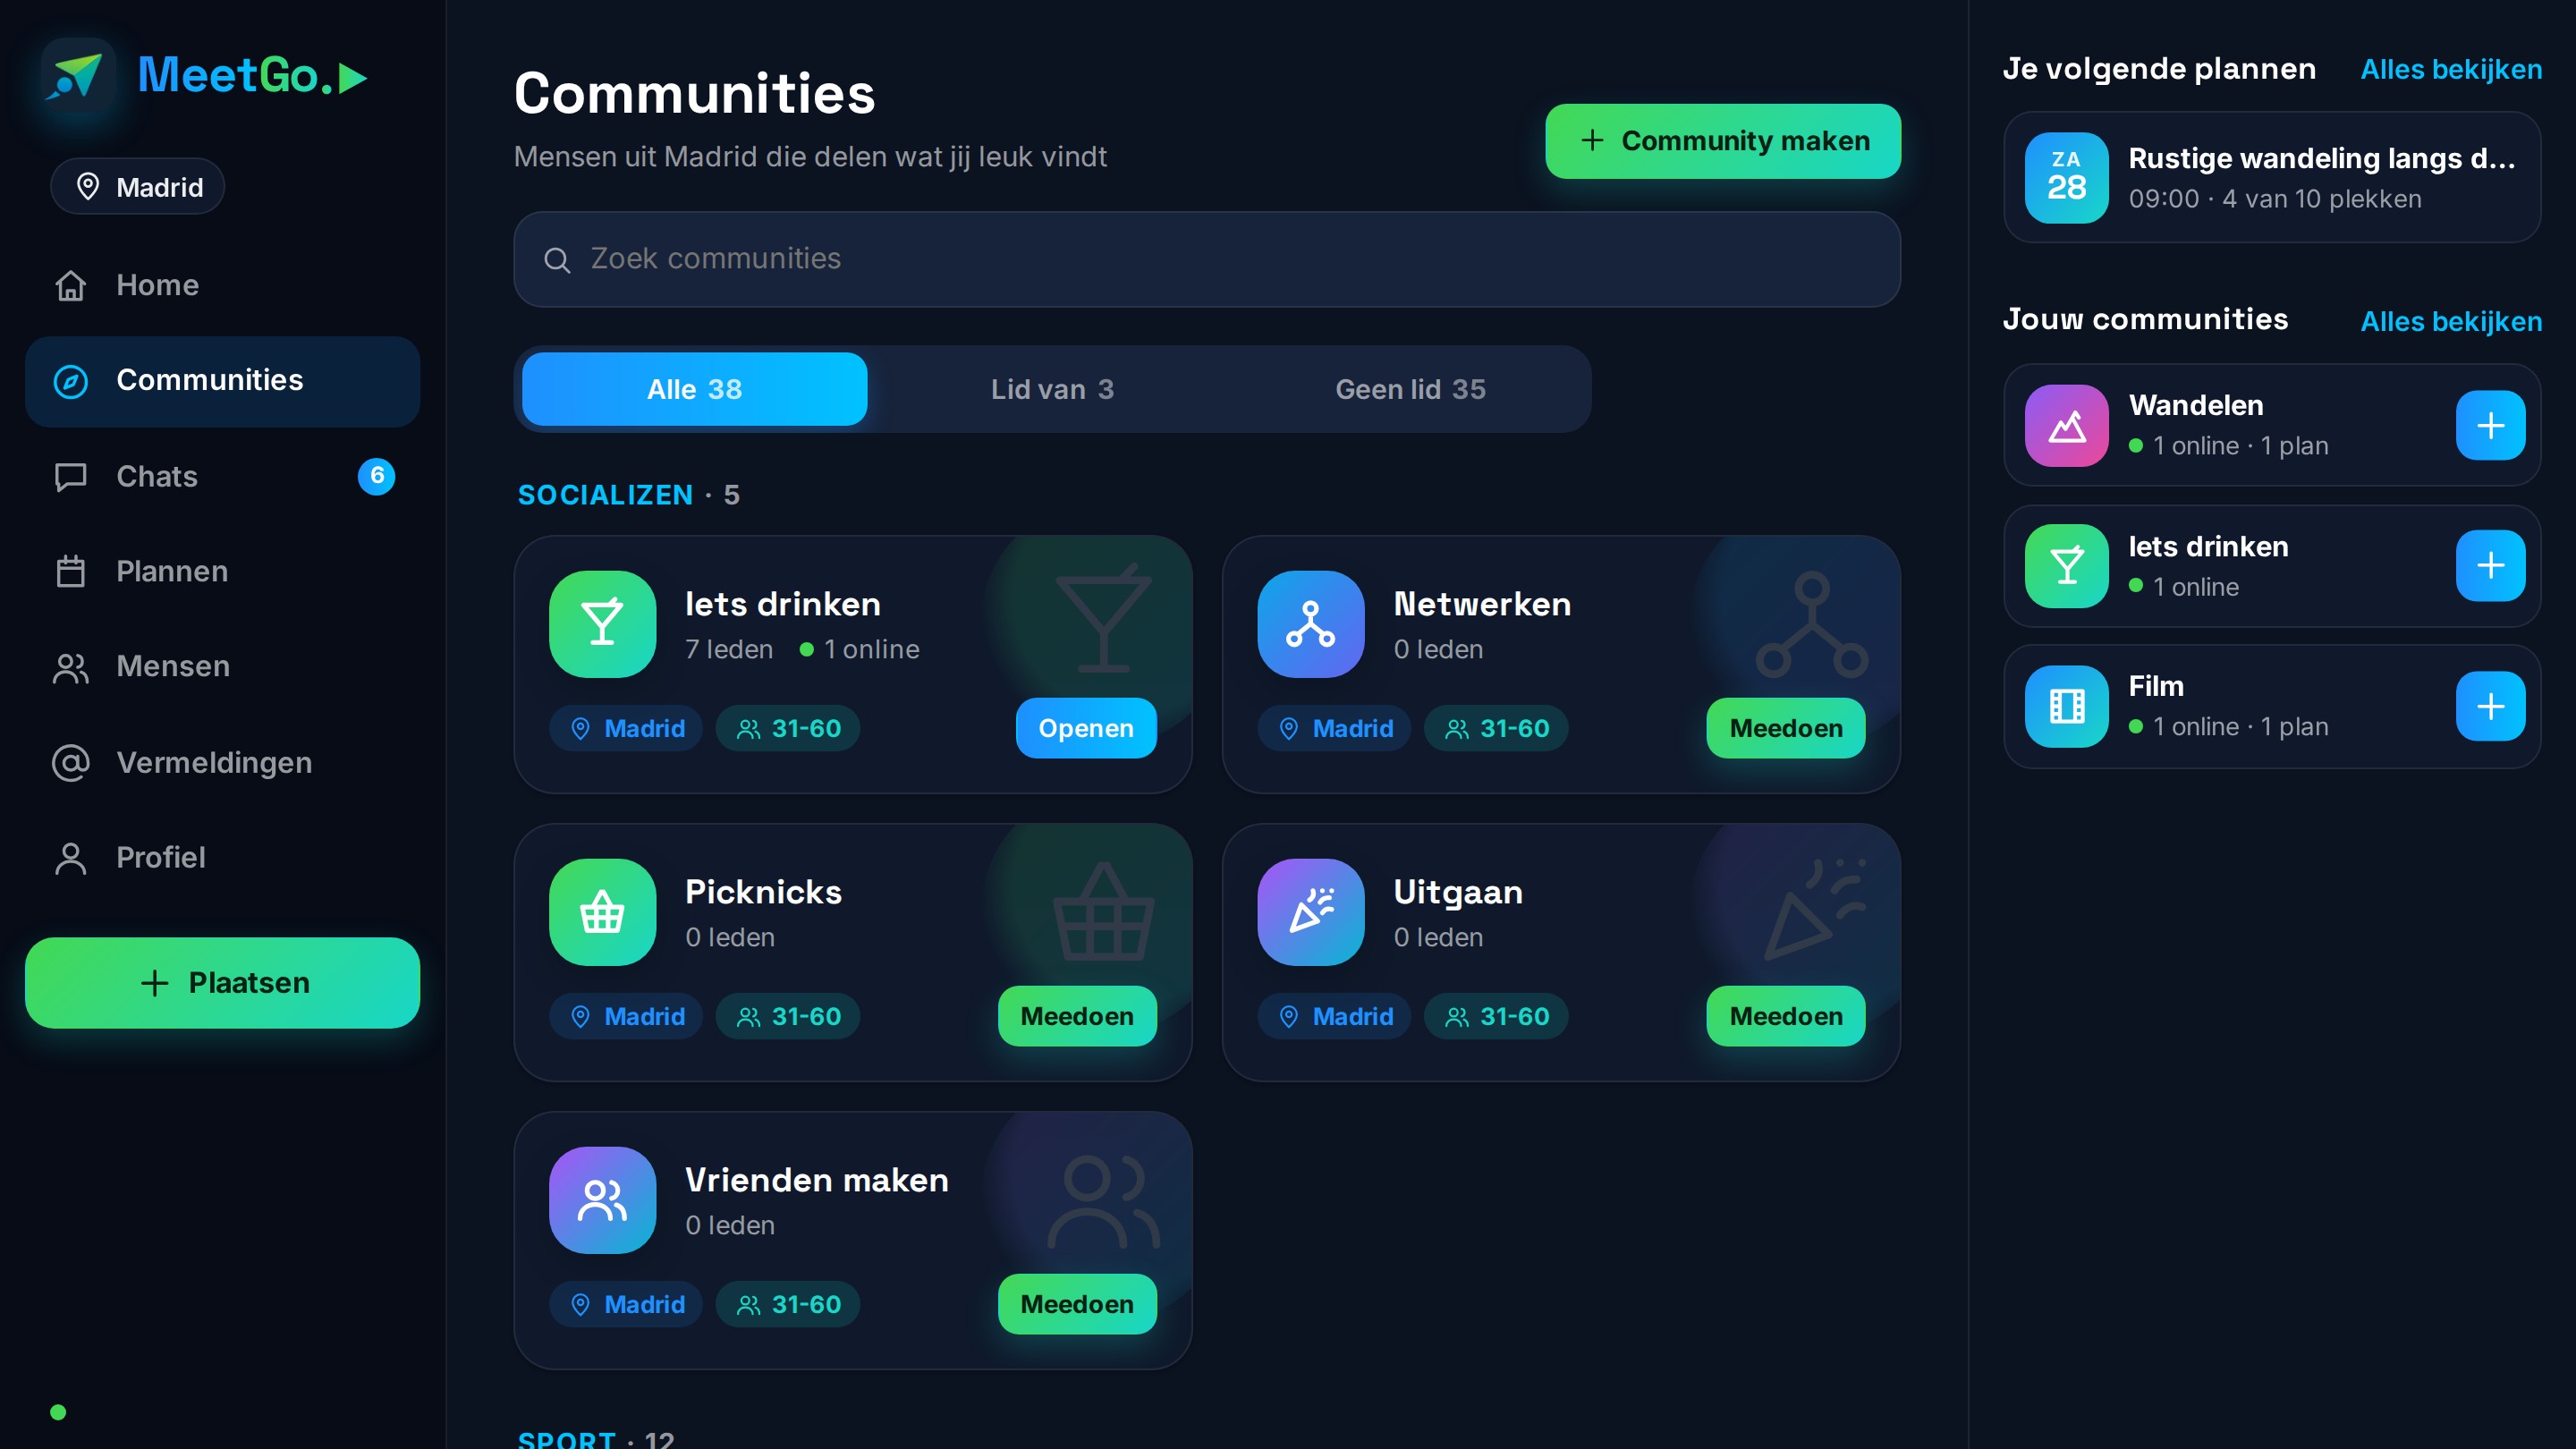 MeetGo.
Madrid
Home
Communities
Chats 6
Plannen
Mensen
Vermeldingen
Profiel
Plaatsen
Communities
Mensen uit Madrid die delen wat jij leuk vindt
Community maken
Zoek communities
Alle 38
Lid van 3
Geen lid 35
SOCIALIZEN · 5
Iets drinken
7 leden 1 online
Madrid 31-60 Openen
Netwerken
0 leden
Madrid 31-60 Meedoen
Picknicks
0 leden
Madrid 31-60 Meedoen
Uitgaan
0 leden
Madrid 31-60 Meedoen
Vrienden maken
0 leden
Madrid 31-60 Meedoen
SPORT · 12
Je volgende plannen Alles bekijken
ZA
28
Rustige wandeling langs d...
09:00 · 4 van 10 plekken
Jouw communities Alles bekijken
Wandelen
1 online · 1 plan
Iets drinken
1 online
Film
1 online · 1 plan